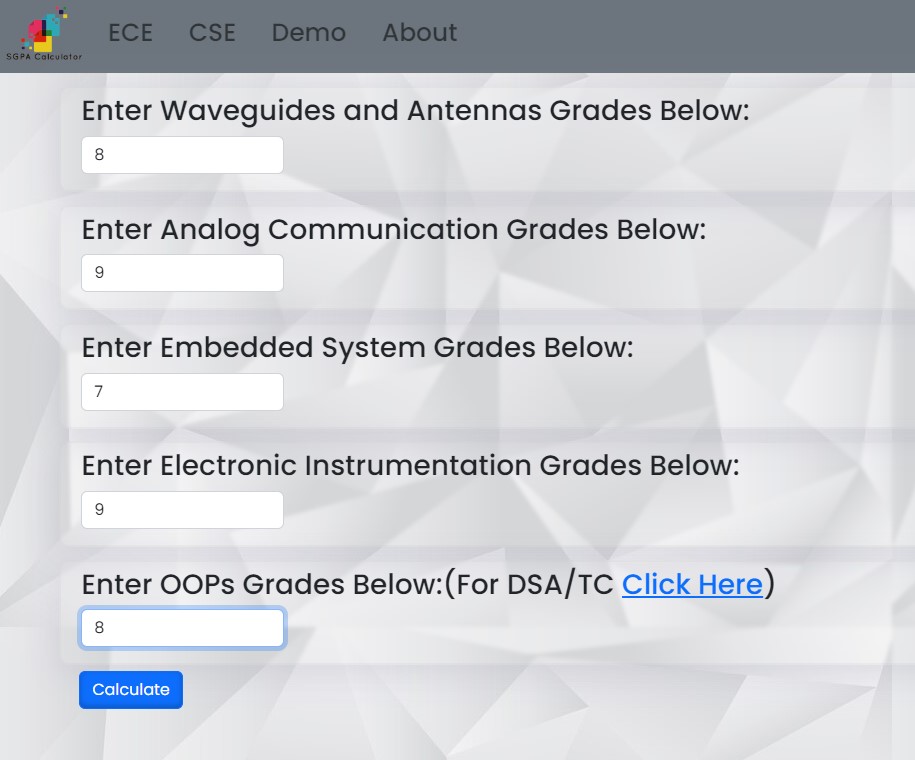 SGPA Calculator
ECE CSE Demo About
Enter Waveguides and Antennas Grades Below:
8
Enter Analog Communication Grades Below:
9
Enter Embedded System Grades Below:
7
Enter Electronic Instrumentation Grades Below:
9
Enter OOPs Grades Below:(For DSA/TC Click Here)
8
Calculate